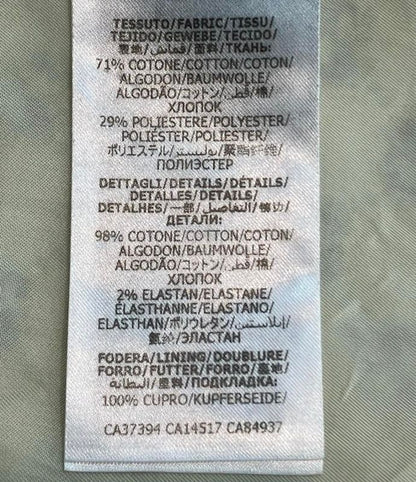 TESSUTO/FABRIC/TISSU/
TEJIDO/GEWEBE/TECIDO/
表地/قماش/面料/ТКАНЬ:
71% COTONE/COTTON/COTON/
ALGODON/BAUMWOLLE/
ALGODÃO/コットン/قطن/棉/
ХЛОПОК
29% POLIESTERE/POLYESTER/
POLIÉSTER/POLIESTER/
ポリエステル/بوليستر/聚酯纤维/
ПОЛИЭСТЕР
DETTAGLI/DETAILS/DÉTAILS/
DETALLES/DETAILS/
DETALHES/一部/التفاصيل/
ДЕТАЛИ:
98% COTONE/COTTON/COTON/
ALGODON/BAUMWOLLE/
ALGODÃO/コットン/قطن/棉/
ХЛОПОК
2% ELASTAN/ELASTANE/
ÉLASTHANNE/ELASTANO/
ELASTHAN/ポリウレタン/إيلاستين/
氨纶/ЭЛАСТАН
FODERA/LINING/DOUBLURE/
FORRO/FUTTER/FORRO/裏地/
البطانة/里料/ПОДКЛАДКА:
100% CUPRO/KUPFERSEIDE/
CA37394 CA14517 CA84937